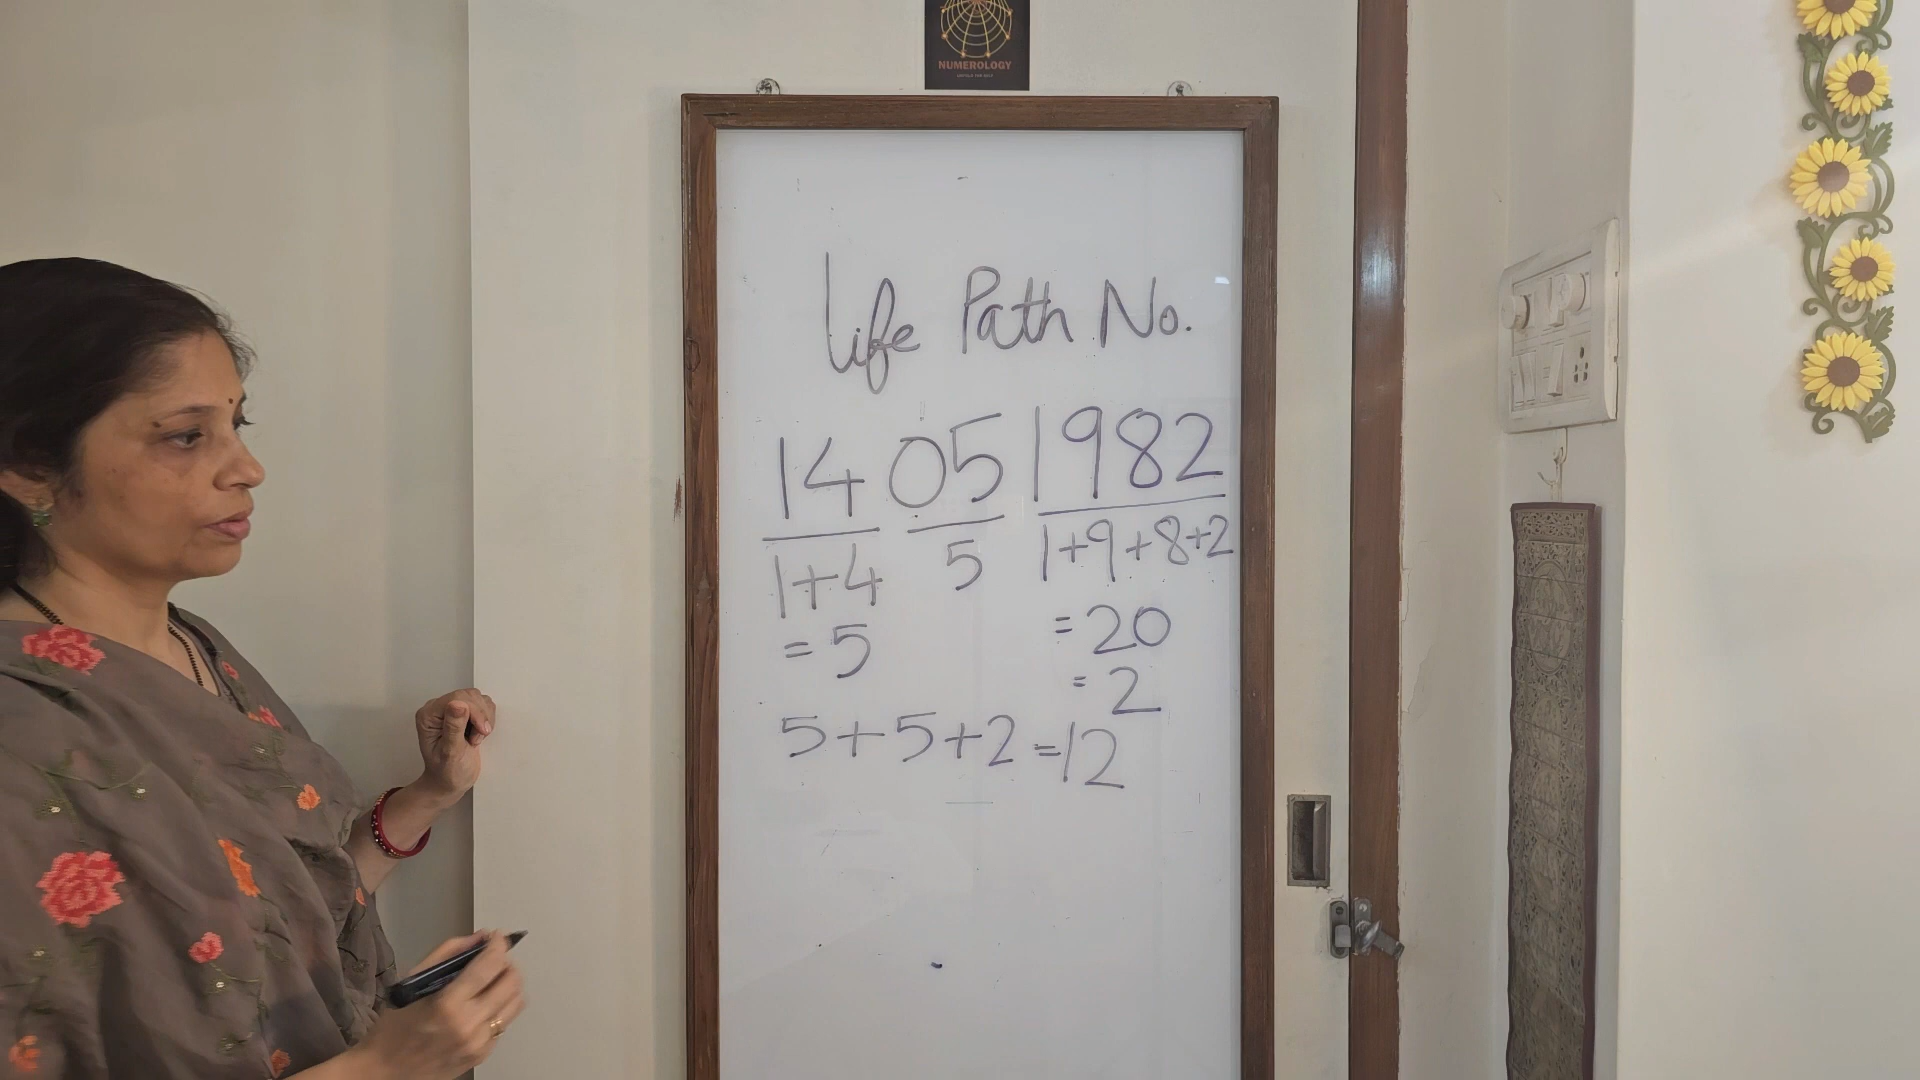 NUMEROLOGY
Life Path No.
14 05 1982
1+4 5 1+9+8+2
= 5 = 20
= 2
5+5+2 =12